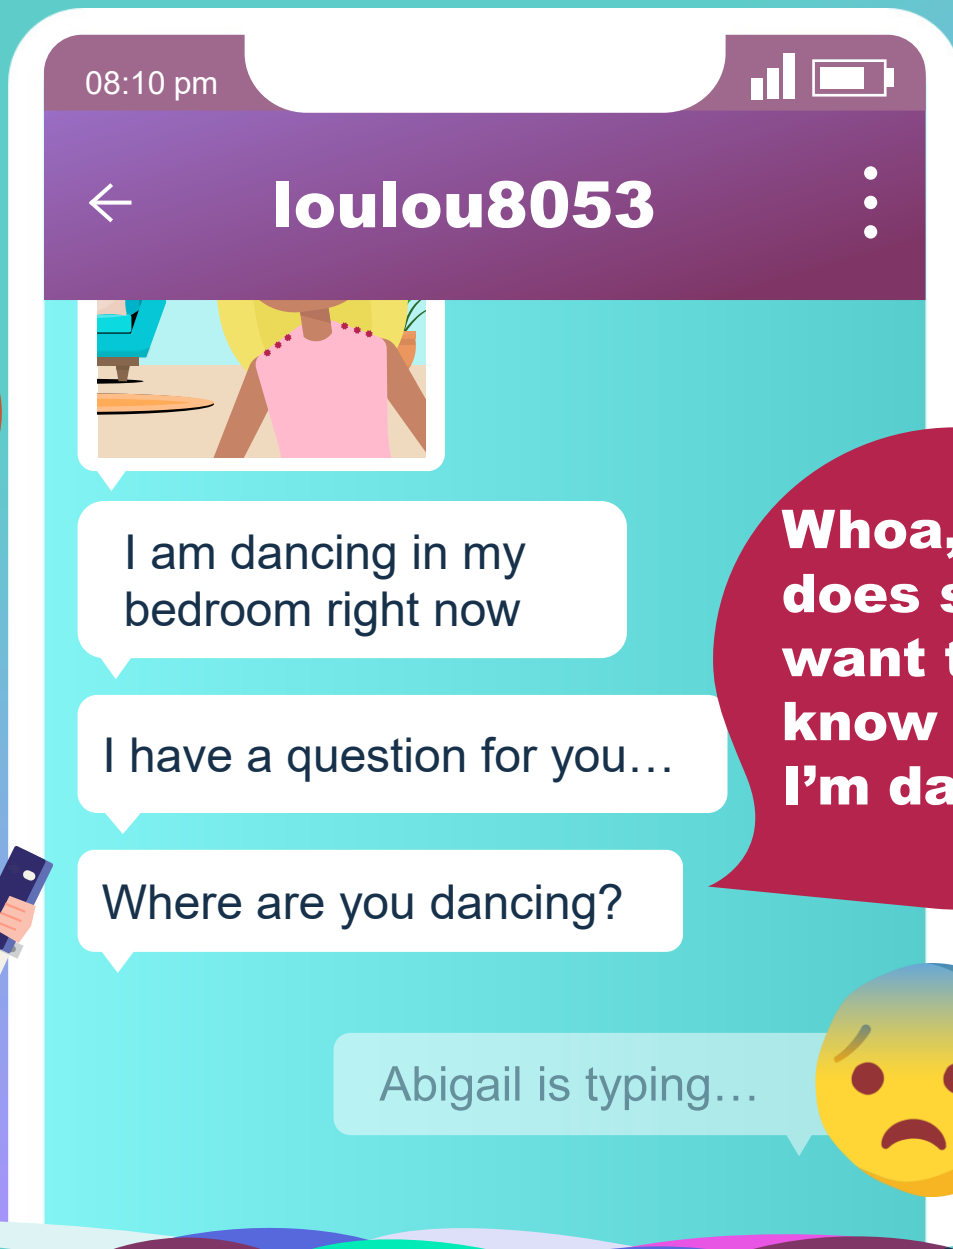 08:10 pm
loulou8053
I am dancing in my
bedroom right now
I have a question for you...
Where are you dancing?
Whoa,
does
want
know
I'm
Abigail is typing...